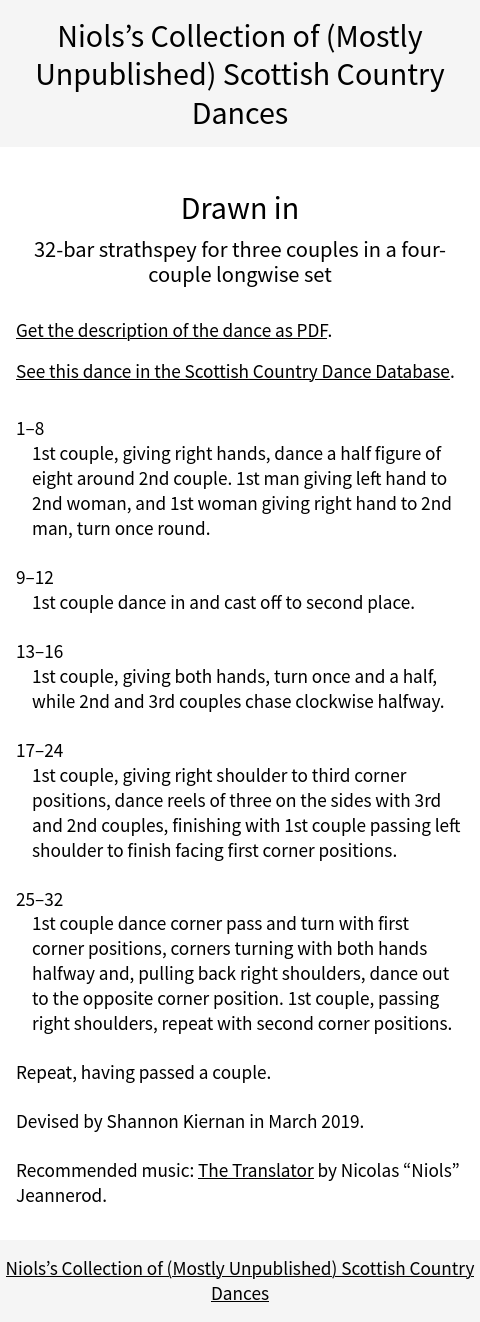 Niols’s Collection of (Mostly
Unpublished) Scottish Country
Dances
Drawn in
32-bar strathspey for three couples in a four-
couple longwise set
Get the description of the dance as PDF.
See this dance in the Scottish Country Dance Database.
1–8
1st couple, giving right hands, dance a half figure of
eight around 2nd couple. 1st man giving left hand to
2nd woman, and 1st woman giving right hand to 2nd
man, turn once round.
9–12
1st couple dance in and cast off to second place.
13–16
1st couple, giving both hands, turn once and a half,
while 2nd and 3rd couples chase clockwise halfway.
17–24
1st couple, giving right shoulder to third corner
positions, dance reels of three on the sides with 3rd
and 2nd couples, finishing with 1st couple passing left
shoulder to finish facing first corner positions.
25–32
1st couple dance corner pass and turn with first
corner positions, corners turning with both hands
halfway and, pulling back right shoulders, dance out
to the opposite corner position. 1st couple, passing
right shoulders, repeat with second corner positions.
Repeat, having passed a couple.
Devised by Shannon Kiernan in March 2019.
Recommended music: The Translator by Nicolas “Niols”
Jeannerod.
Niols’s Collection of (Mostly Unpublished) Scottish Country
Dances